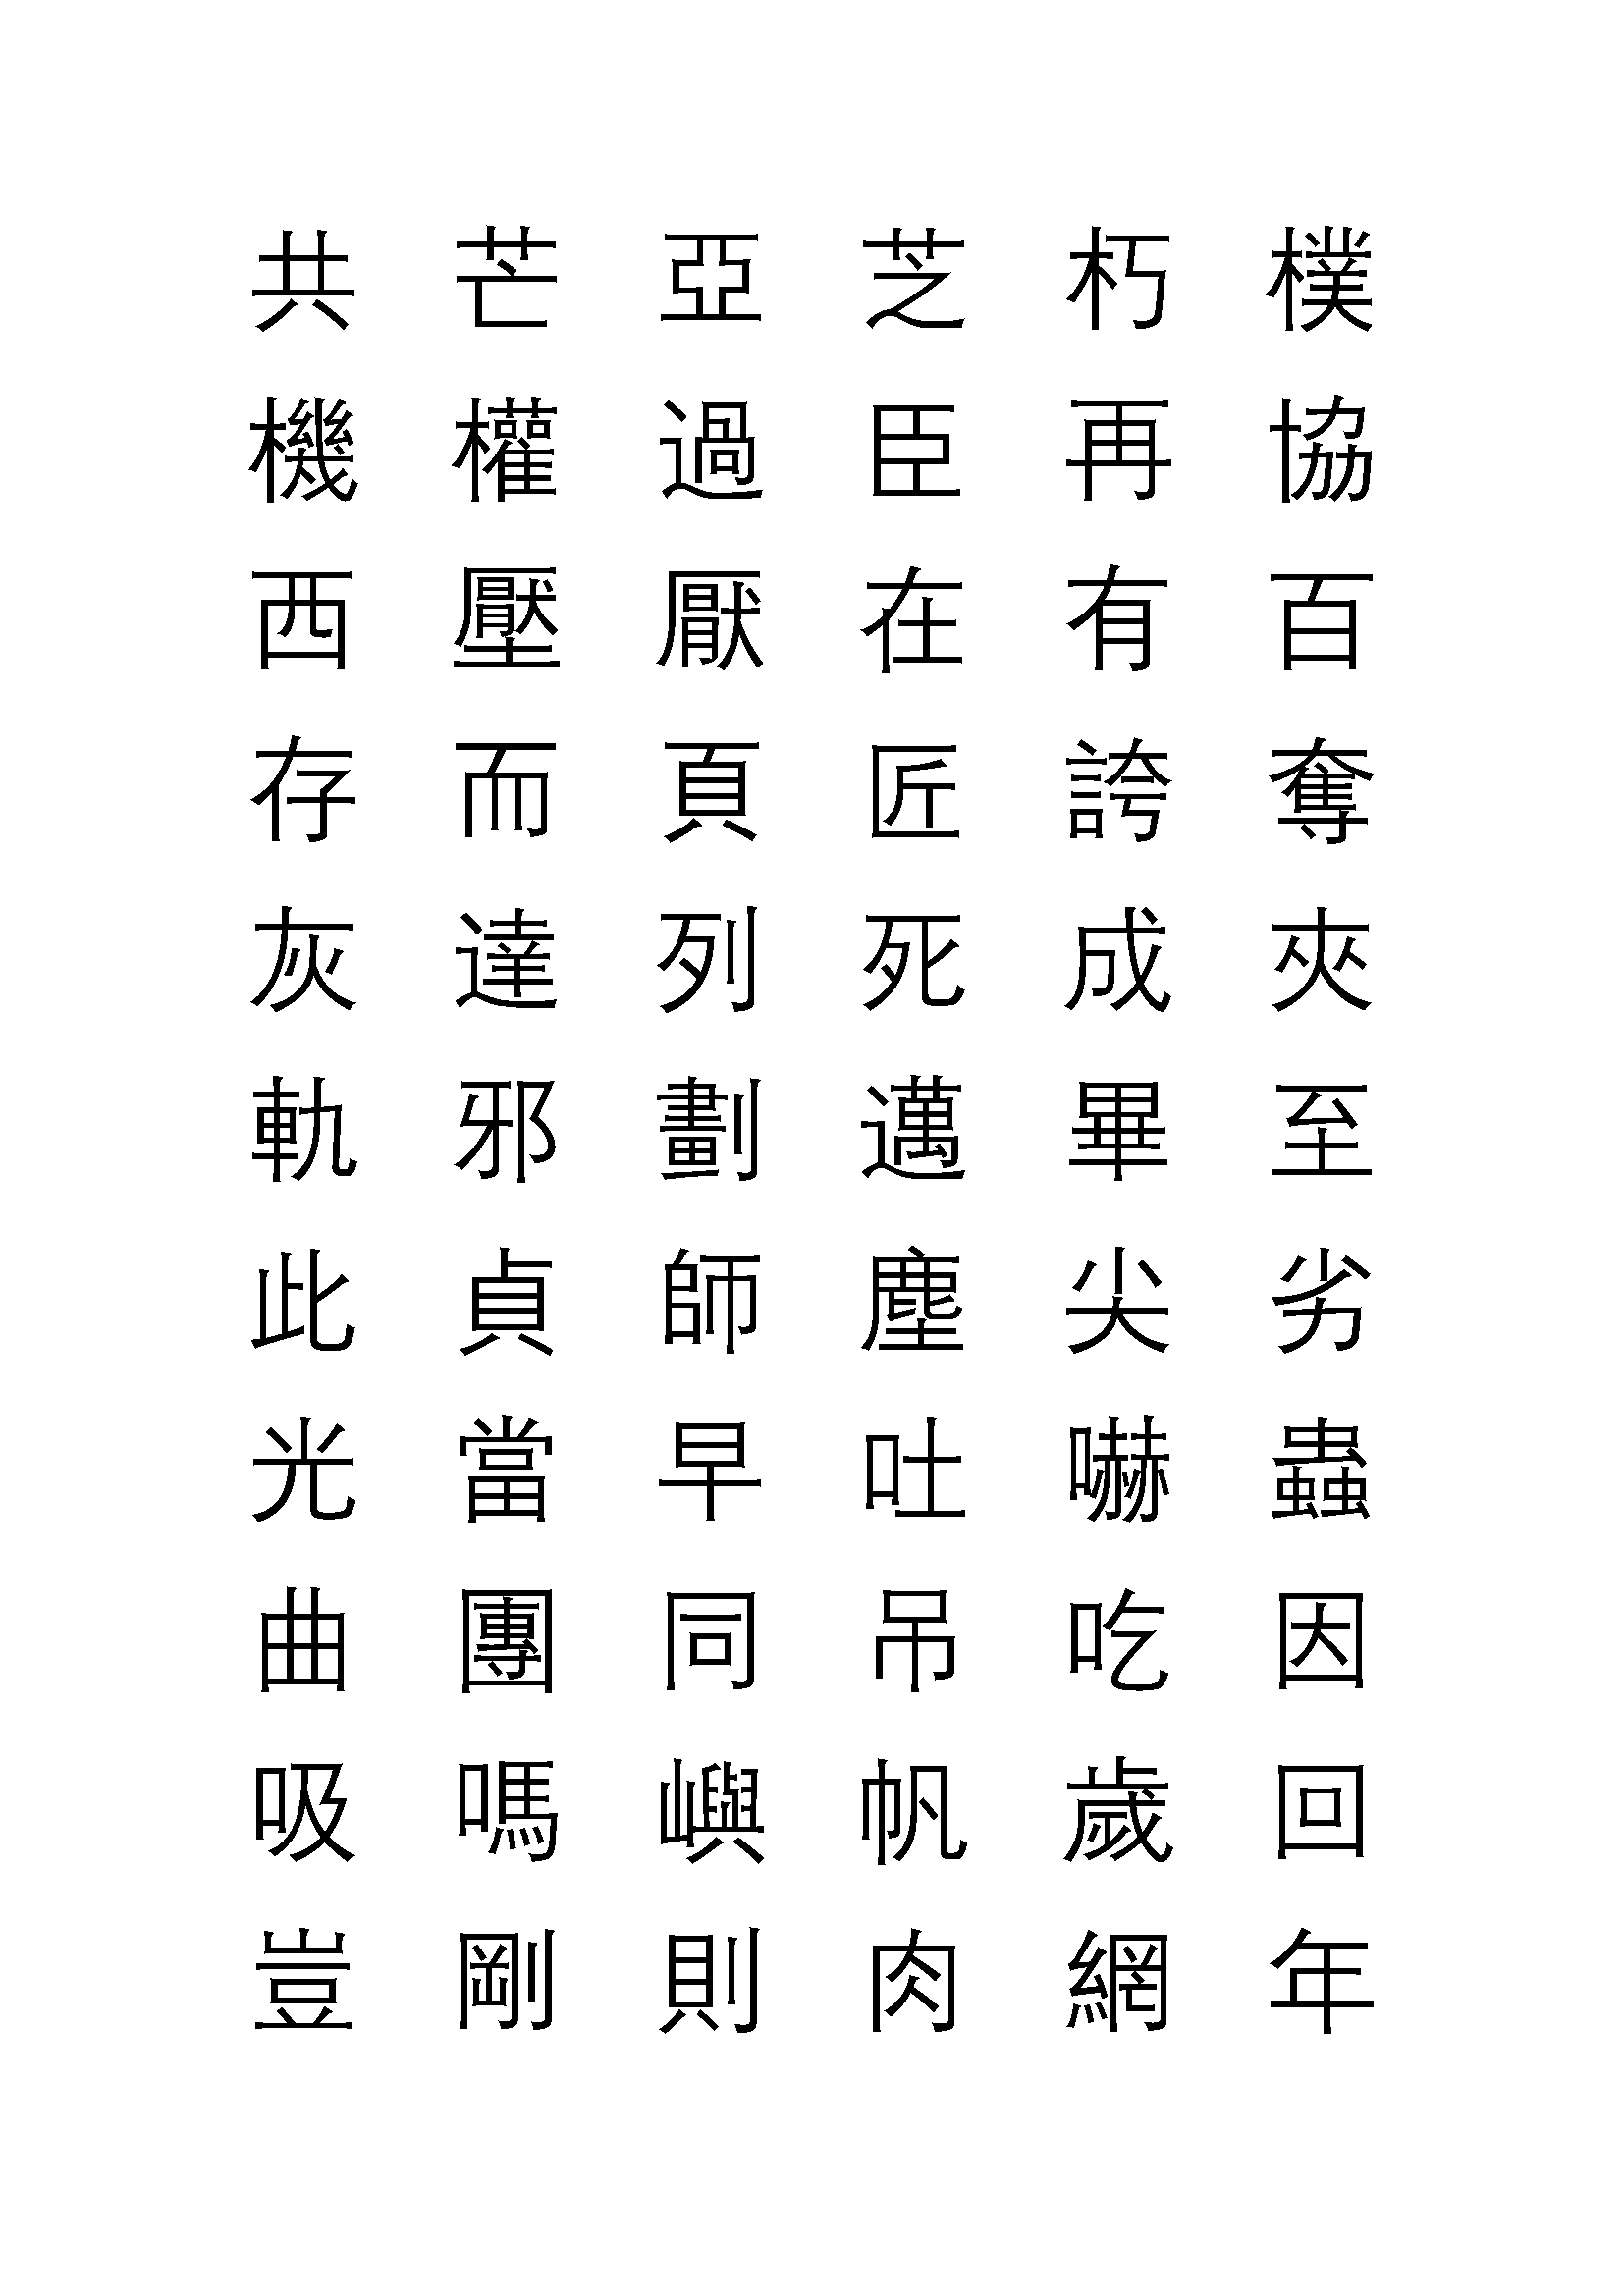 共 芒 亞 芝 朽 樸
機 權 過 臣 再 協
西 壓 厭 在 有 百
存 而 頁 匠 誇 奪
灰 達 列 死 成 夾
軌 邪 劃 邁 畢 至
此 貞 師 塵 尖 劣
光 當 早 吐 嚇 蟲
曲 團 同 吊 吃 因
吸 嗎 嶼 帆 歲 回
豈 剛 則 肉 網 年